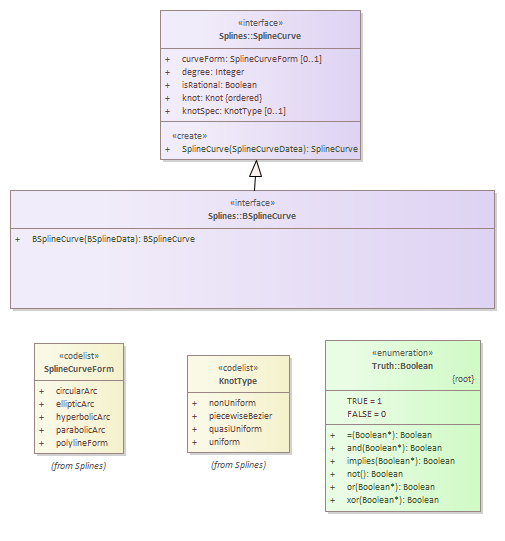 «interface»
Splines::SplineCurve
+ curveForm: SplineCurveForm [0..1]
+ degree: Integer
+ isRational: Boolean
+ knot: Knot {ordered}
+ knotSpec: KnotType [0..1]
«create»
+ SplineCurve(SplineCurveDatea): SplineCurve
«interface»
Splines::BSplineCurve
+ BSplineCurve(BSplineData): BSplineCurve
«codelist»
SplineCurveForm
+ circularArc
+ ellipticArc
+ hyperbolicArc
+ parabolicArc
+ polylineForm
(from Splines)
«codelist»
KnotType
+ nonUniform
+ piecewiseBezier
+ quasiUniform
+ uniform
(from Splines)
«enumeration»
Truth::Boolean
{root}
TRUE = 1
FALSE = 0
+ =(Boolean*): Boolean
+ and(Boolean*): Boolean
+ implies(Boolean*): Boolean
+ not(): Boolean
+ or(Boolean*): Boolean
+ xor(Boolean*): Boolean